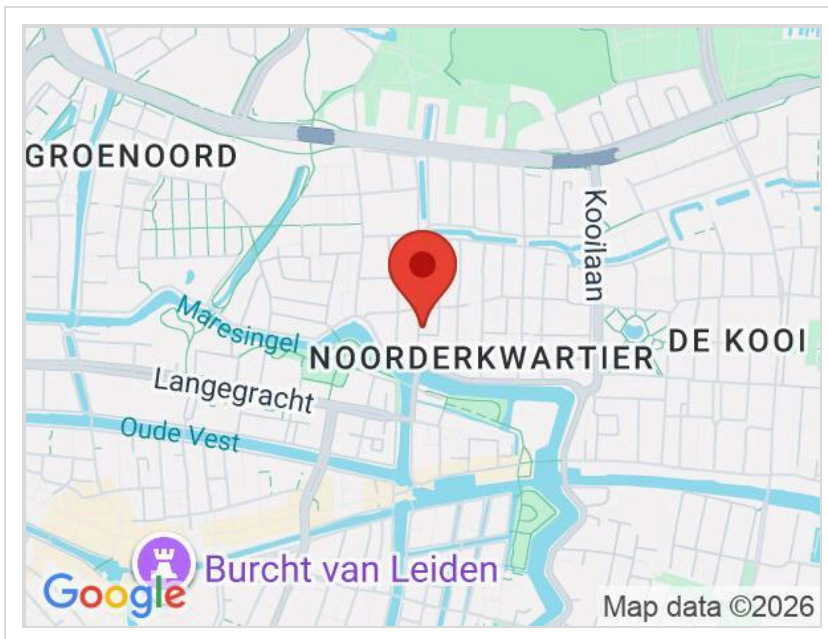 GROENOORD
Kooilaan
Maresingel
NOORDERKWARTIER
DE KOOI
Langegracht
Oude Vest
Burcht van Leiden
Google
Map data ©2026